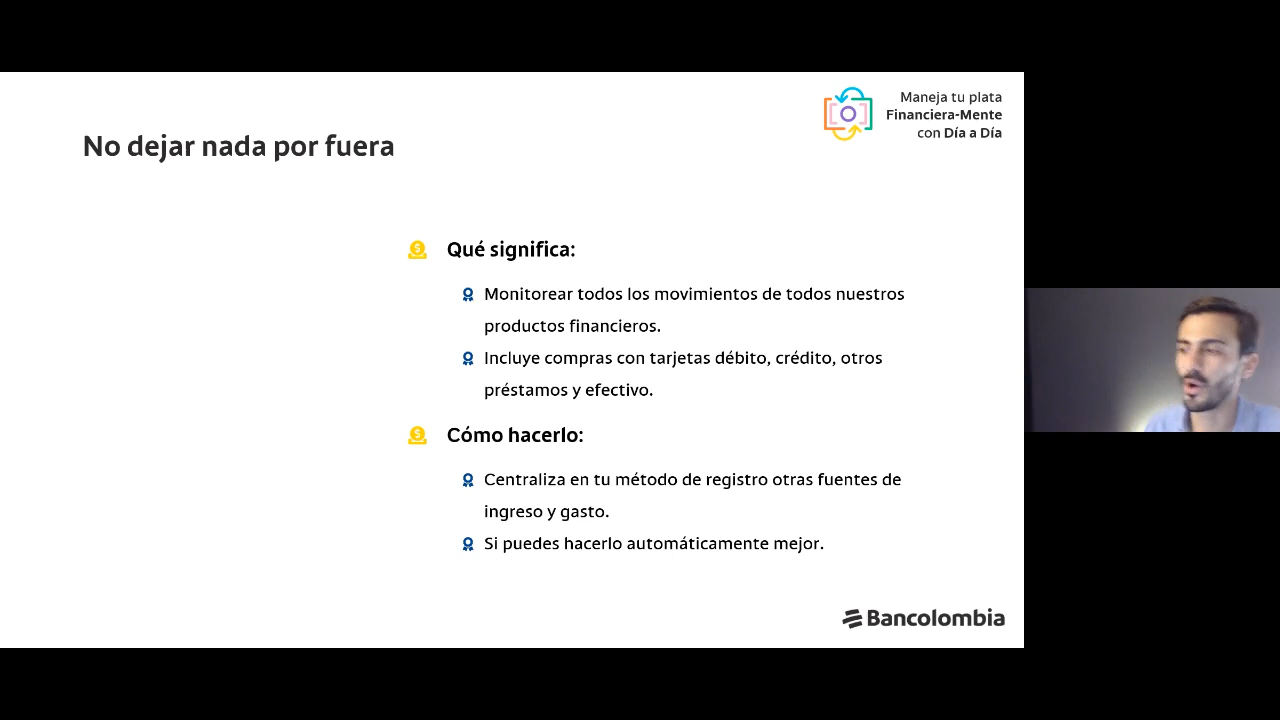 Maneja tu plata
Financiera-Mente
con Día a Día
No dejar nada por fuera
Qué significa:
Monitorear todos los movimientos de todos nuestros
productos financieros.
Incluye compras con tarjetas débito, crédito, otros
préstamos y efectivo.
Cómo hacerlo:
Centraliza en tu método de registro otras fuentes de
ingreso y gasto.
Si puedes hacerlo automáticamente mejor.
Bancolombia